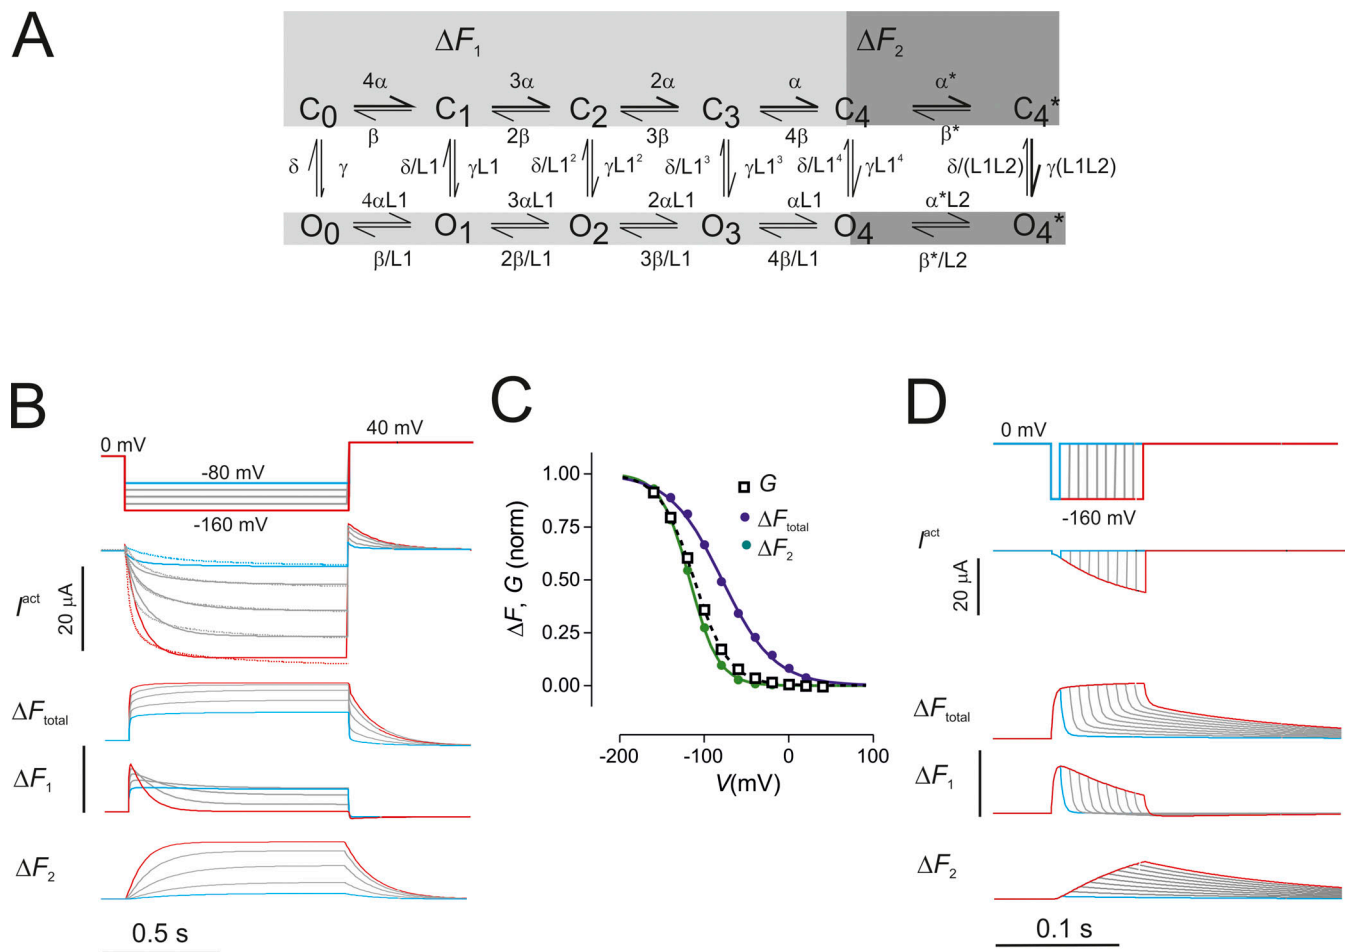 A
ΔF₁ ΔF₂
4α 3α 2α α α*
C₀ C₁ C₂ C₃ C₄ C₄*
β 2β 3β 4β β*
δ γ δ/L1 γL1 δ/L1² γL1² δ/L1³ γL1³ δ/L1⁴ γL1⁴ δ/(L1L2) γ(L1L2)
4αL1 3αL1 2αL1 αL1 α*L2
O₀ O₁ O₂ O₃ O₄ O₄*
β/L1 2β/L1 3β/L1 4β/L1 β*/L2
B
0 mV
40 mV
-80 mV
-160 mV
Iᵃᶜᵗ
20 µA
ΔFtotal
ΔF₁
ΔF₂
0.5 s
C
ΔF, G (norm)
1.00
0.75
0.50
0.25
0.00
G
ΔFtotal
ΔF₂
-200 -100 0 100
V(mV)
D
0 mV
-160 mV
Iᵃᶜᵗ
20 µA
ΔFtotal
ΔF₁
ΔF₂
0.1 s